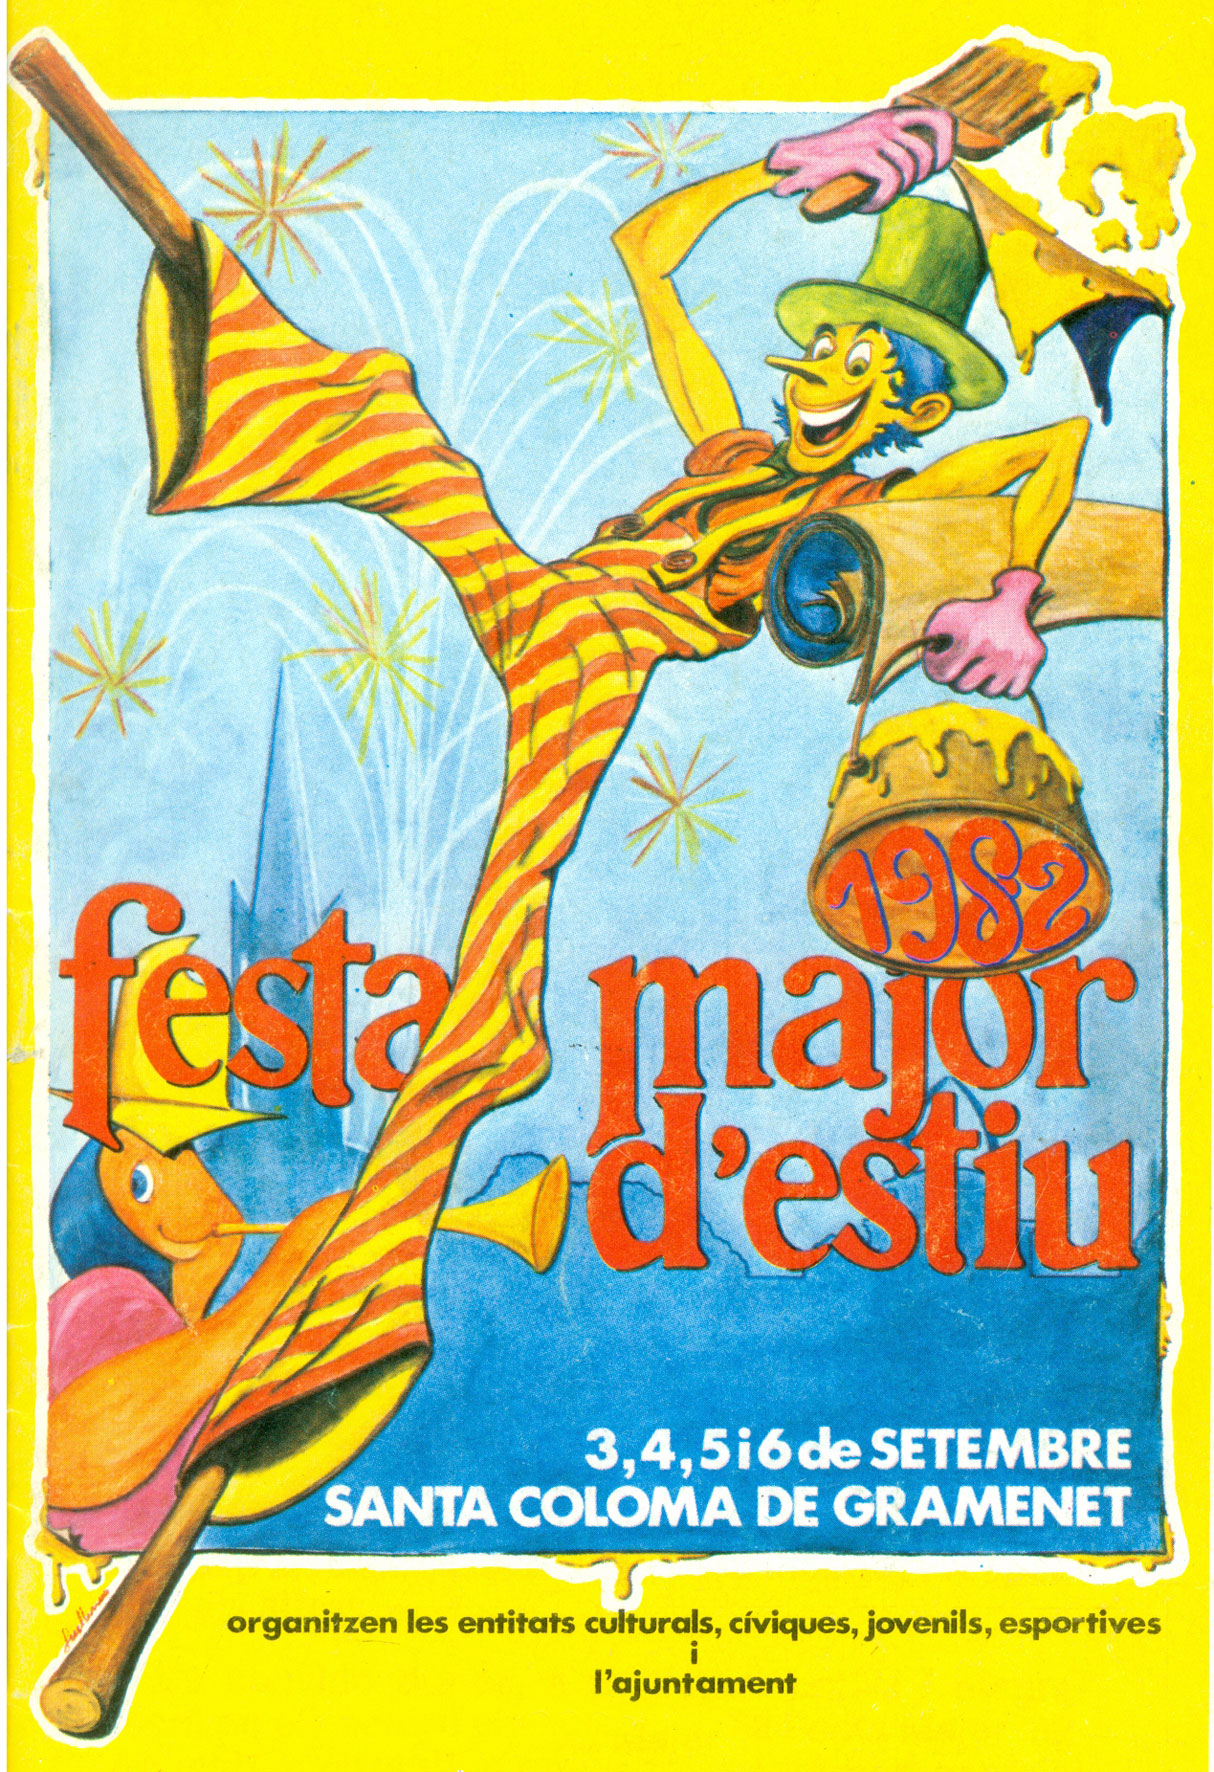 1982
festa major
d'estiu
3, 4, 5 i 6 de SETEMBRE
SANTA COLOMA DE GRAMENET
organitzen les entitats culturals, cíviques, jovenils, esportives
i
l'ajuntament